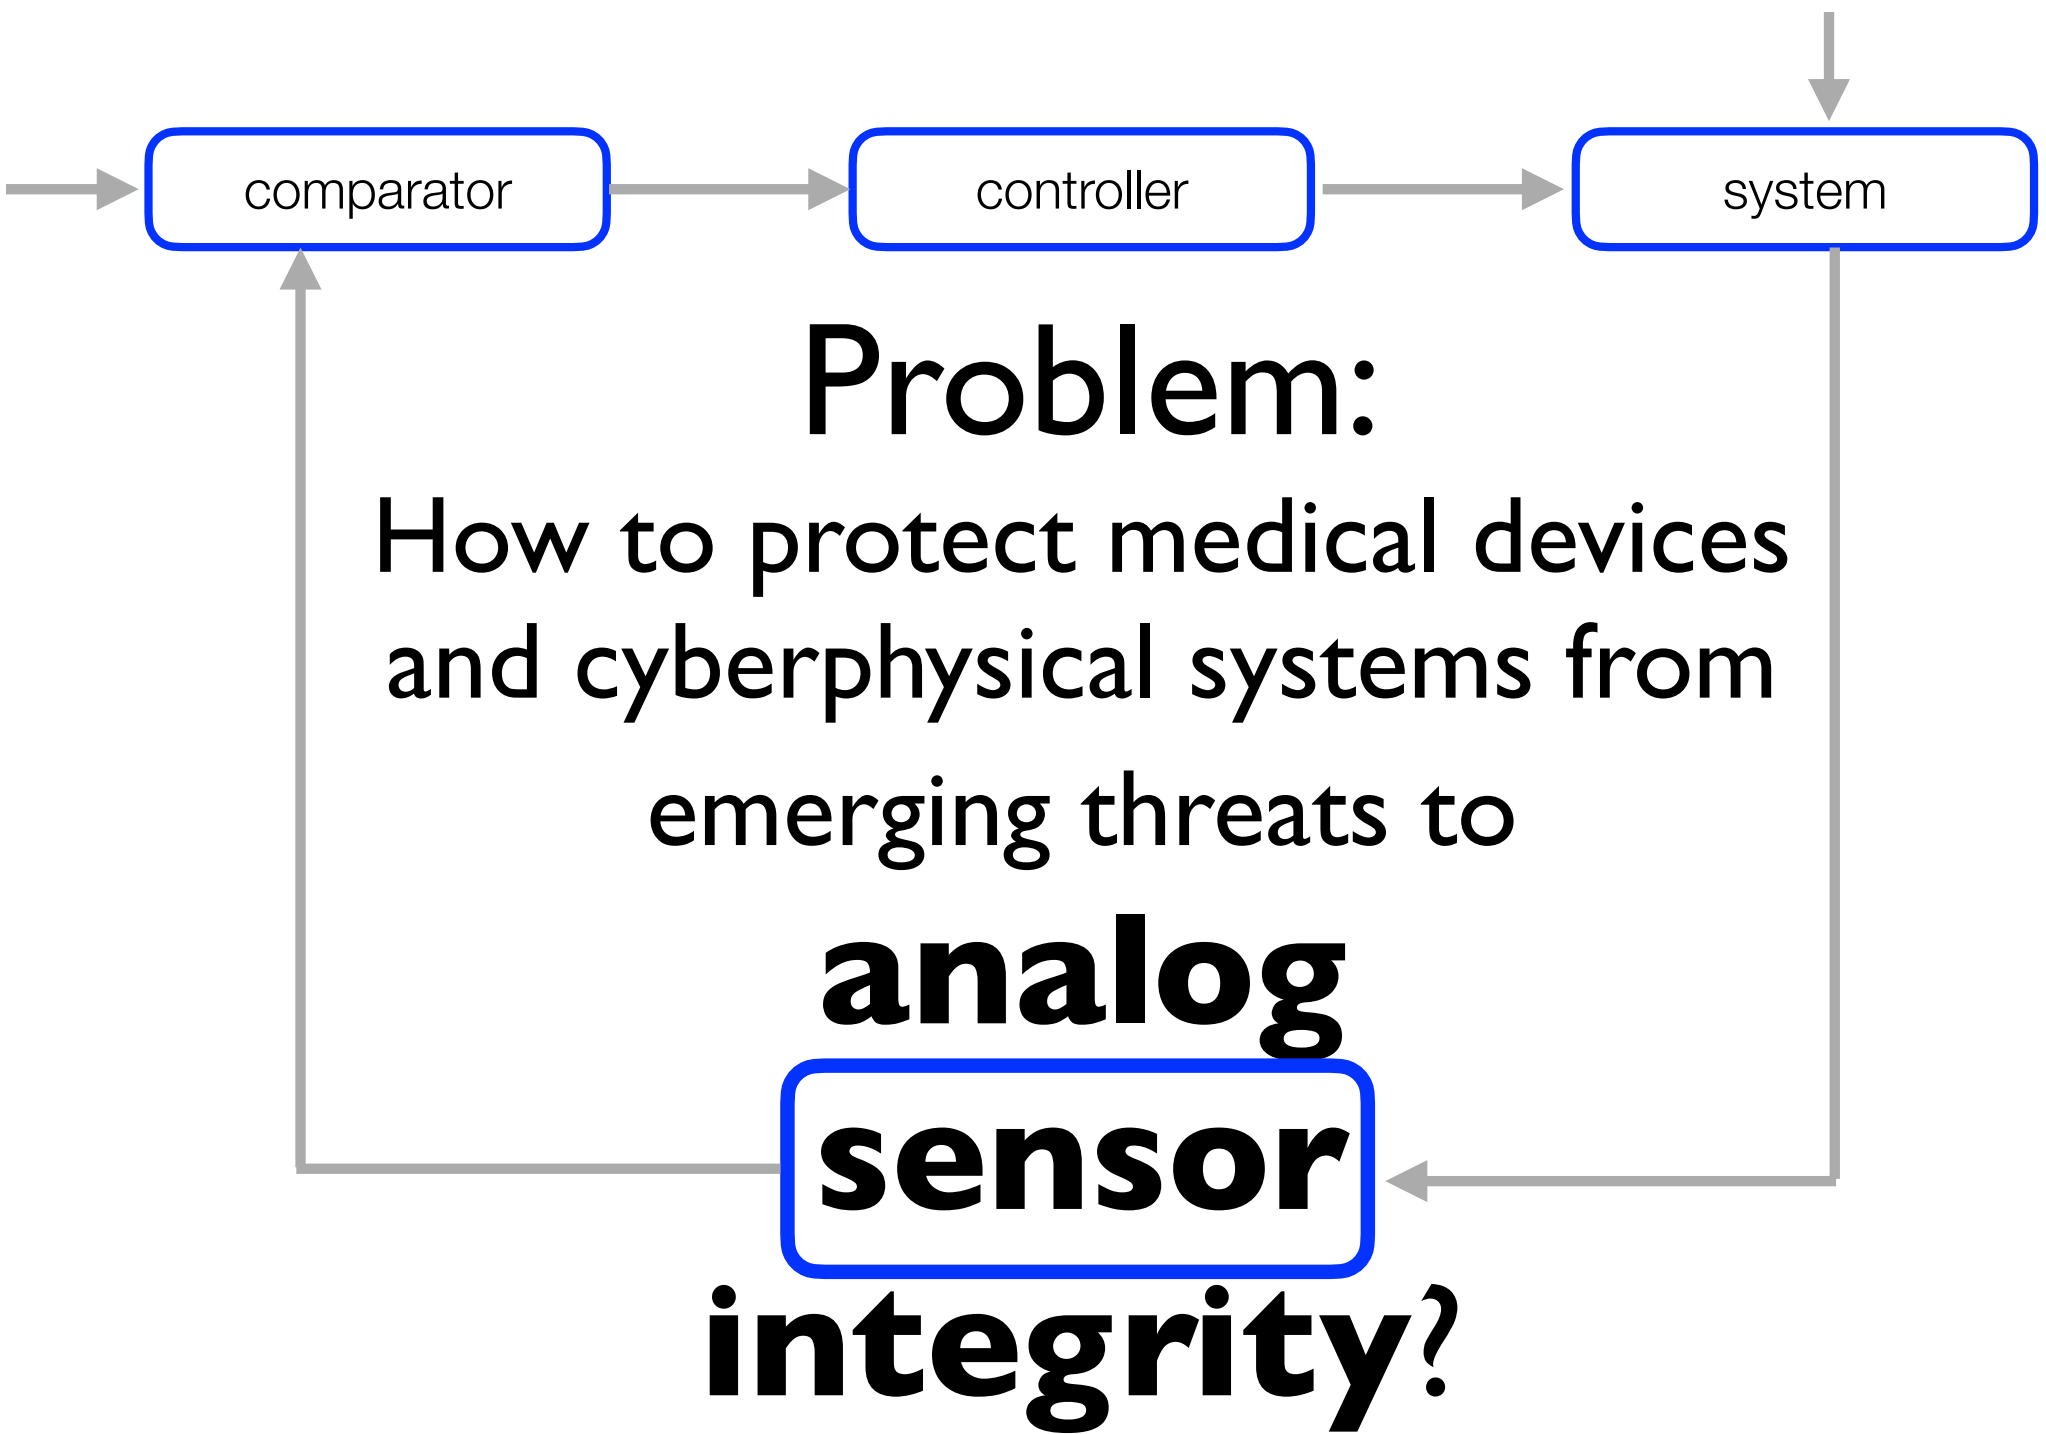 comparator
controller
system
Problem:
How to protect medical devices
and cyberphysical systems from
emerging threats to
analog
sensor
integrity?